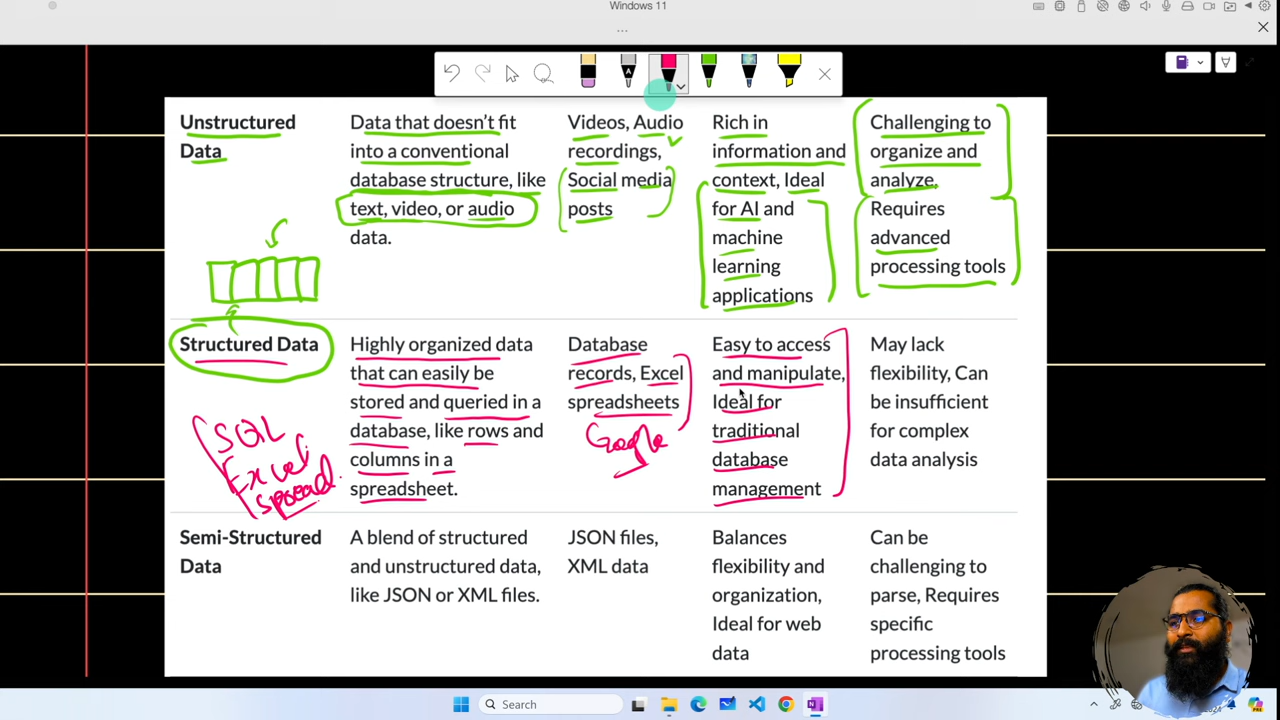 Windows 11
Unstructured
Data
Data that doesn't fit
into a conventional
database structure, like
text, video, or audio
data.
Videos, Audio
recordings,
Social media
posts
Rich in
information and
context, Ideal
for AI and
machine
learning
applications
Challenging to
organize and
analyze,
Requires
advanced
processing tools
Structured Data
SQL
Excel
spread.
Highly organized data
that can easily be
stored and queried in a
database, like rows and
columns in a
spreadsheet.
Database
records, Excel
spreadsheets
Google
Easy to access
and manipulate,
Ideal for
traditional
database
management
May lack
flexibility, Can
be insufficient
for complex
data analysis
Semi-Structured
Data
A blend of structured
and unstructured data,
like JSON or XML files.
JSON files,
XML data
Balances
flexibility and
organization,
Ideal for web
data
Can be
challenging to
parse, Requires
specific
processing tools
Search